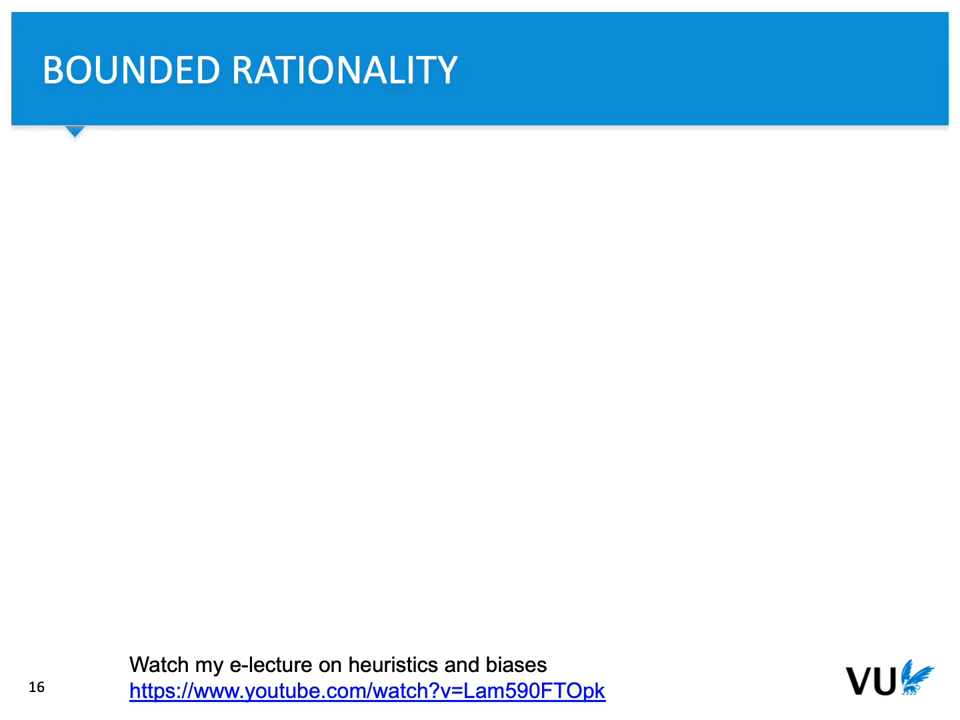 BOUNDED RATIONALITY
Watch my e-lecture on heuristics and biases
https://www.youtube.com/watch?v=Lam590FTOpk
16
VU